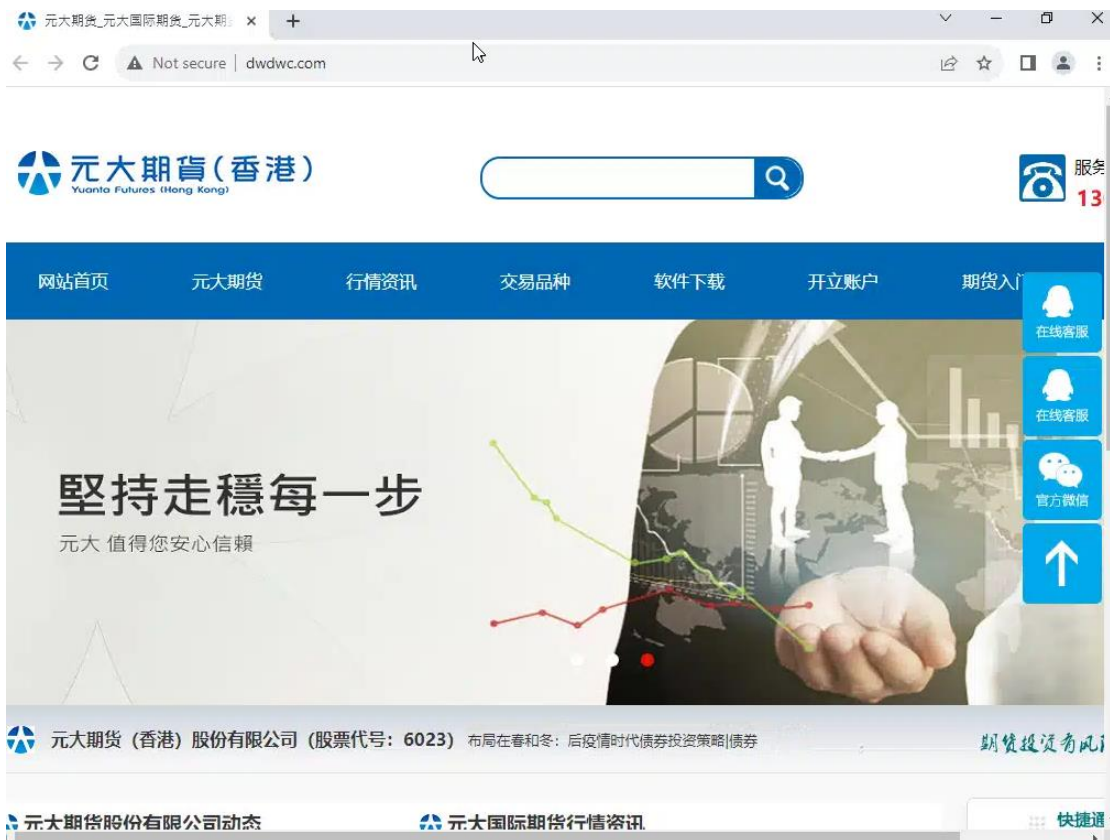 元大期货_元大国际期货_元大期
Not secure | dwdwc.com
元大期貨(香港)
Yuanta Futures (Hong Kong)
服务
13
网站首页 元大期货 行情资讯 交易品种 软件下载 开立账户 期货入门
在线客服
在线客服
官方微信
堅持走穩每一步
元大 值得您安心信賴
元大期货（香港）股份有限公司（股票代号：6023） 布局在春和冬：后疫情时代债券投资策略|债券
期货投资有风
元大期货股份有限公司动态 元大国际期货行情资讯 快捷通